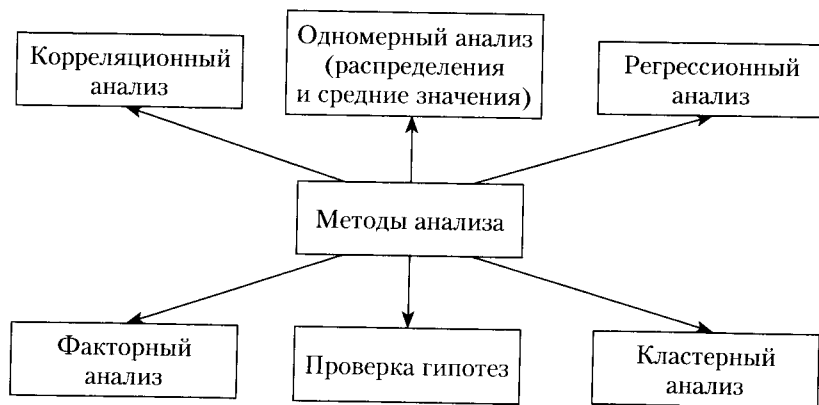 Корреляционный
анализ
Одномерный анализ
(распределения
и средние значения)
Регрессионный
анализ
Методы анализа
Факторный
анализ
Проверка гипотез
Кластерный
анализ